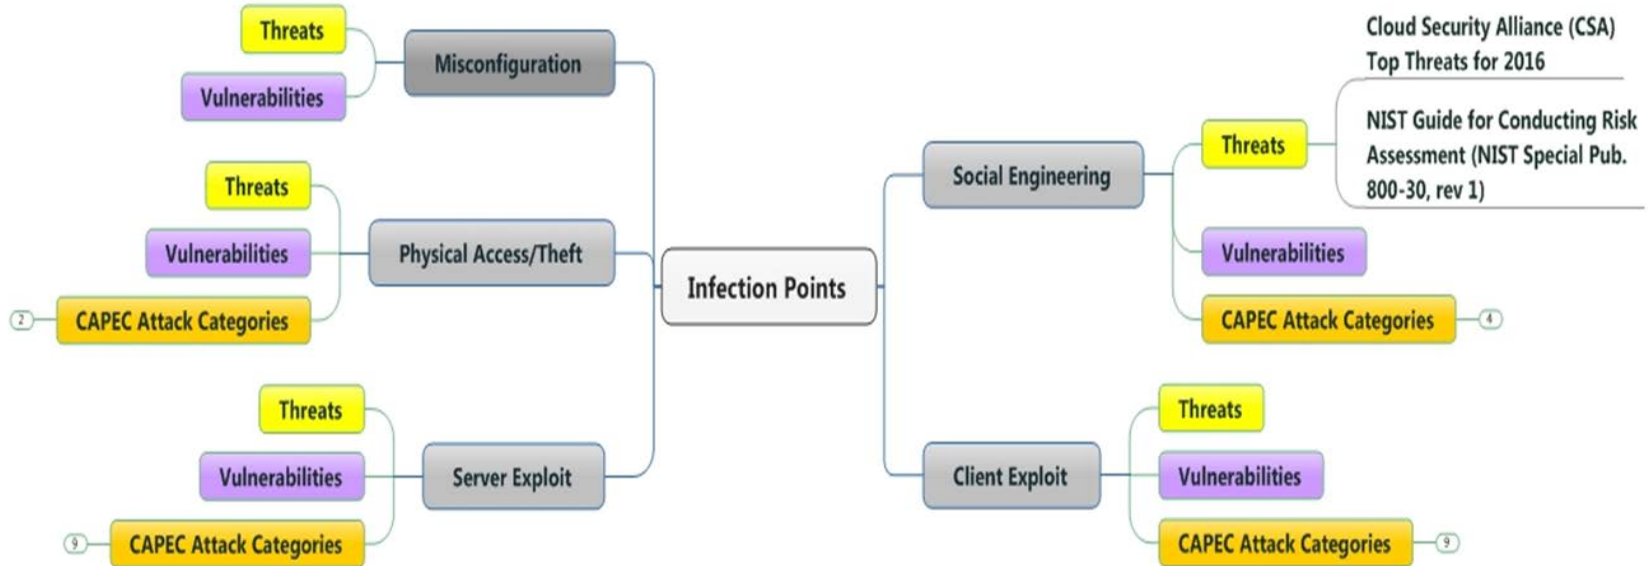 Threats
Misconfiguration
Vulnerabilities
Threats
Vulnerabilities
Physical Access/Theft
2
CAPEC Attack Categories
Threats
Vulnerabilities
Server Exploit
9
CAPEC Attack Categories
Infection Points
Social Engineering
Threats
Cloud Security Alliance (CSA)
Top Threats for 2016
NIST Guide for Conducting Risk
Assessment (NIST Special Pub.
800-30, rev 1)
Vulnerabilities
CAPEC Attack Categories
4
Client Exploit
Threats
Vulnerabilities
CAPEC Attack Categories
9